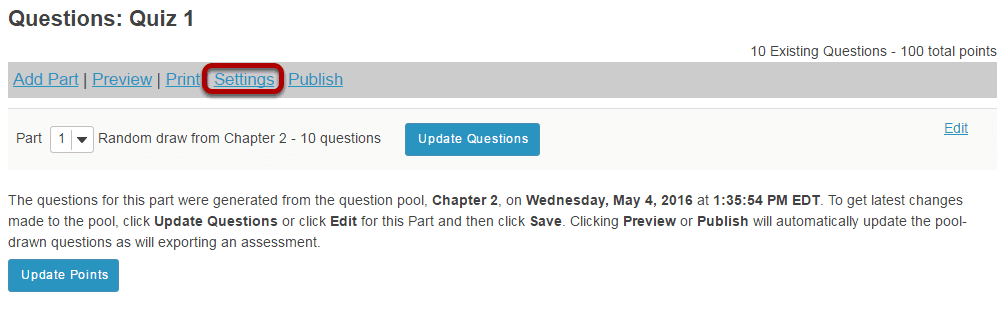 Questions: Quiz 1
10 Existing Questions - 100 total points
Add Part | Preview | Print | Settings | Publish
Part 1 Random draw from Chapter 2 - 10 questions Update Questions Edit
The questions for this part were generated from the question pool, Chapter 2, on Wednesday, May 4, 2016 at 1:35:54 PM EDT. To get latest changes
made to the pool, click Update Questions or click Edit for this Part and then click Save. Clicking Preview or Publish will automatically update the pool-
drawn questions as will exporting an assessment.
Update Points